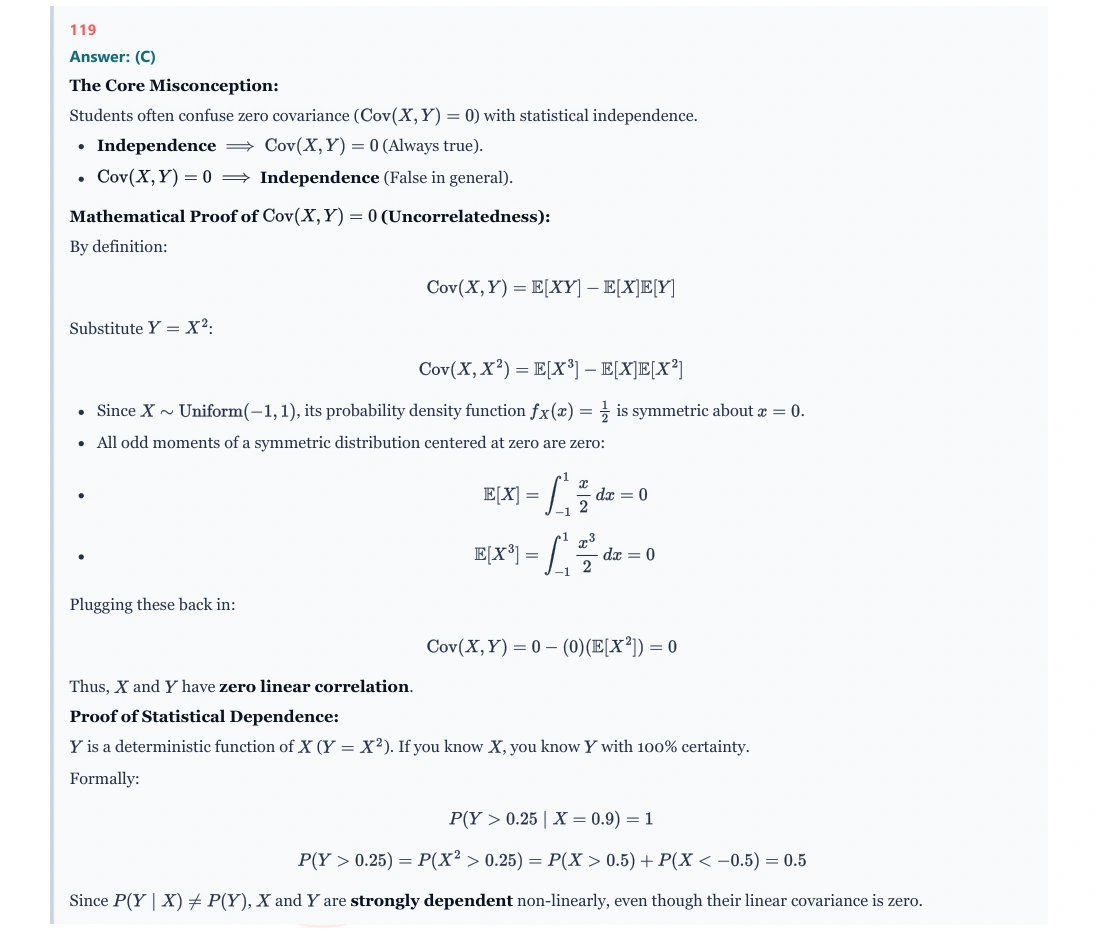 119
Answer: (C)
The Core Misconception:
Students often confuse zero covariance (Cov(X, Y) = 0) with statistical independence.
• Independence ⟹ Cov(X, Y) = 0 (Always true).
• Cov(X, Y) = 0 ⟹ Independence (False in general).
Mathematical Proof of Cov(X, Y) = 0 (Uncorrelatedness):
By definition:
Cov(X, Y) = 𝔼[XY] − 𝔼[X]𝔼[Y]
Substitute Y = X²:
Cov(X, X²) = 𝔼[X³] − 𝔼[X]𝔼[X²]
• Since X ∼ Uniform(−1, 1), its probability density function f_X(x) = 1/2 is symmetric about x = 0.
• All odd moments of a symmetric distribution centered at zero are zero:
• 𝔼[X] = ∫_{−1}^{1} x/2 dx = 0
• 𝔼[X³] = ∫_{−1}^{1} x³/2 dx = 0
Plugging these back in:
Cov(X, Y) = 0 − (0)(𝔼[X²]) = 0
Thus, X and Y have zero linear correlation.
Proof of Statistical Dependence:
Y is a deterministic function of X (Y = X²). If you know X, you know Y with 100% certainty.
Formally:
P(Y > 0.25 | X = 0.9) = 1
P(Y > 0.25) = P(X² > 0.25) = P(X > 0.5) + P(X < −0.5) = 0.5
Since P(Y | X) ≠ P(Y), X and Y are strongly dependent non-linearly, even though their linear covariance is zero.